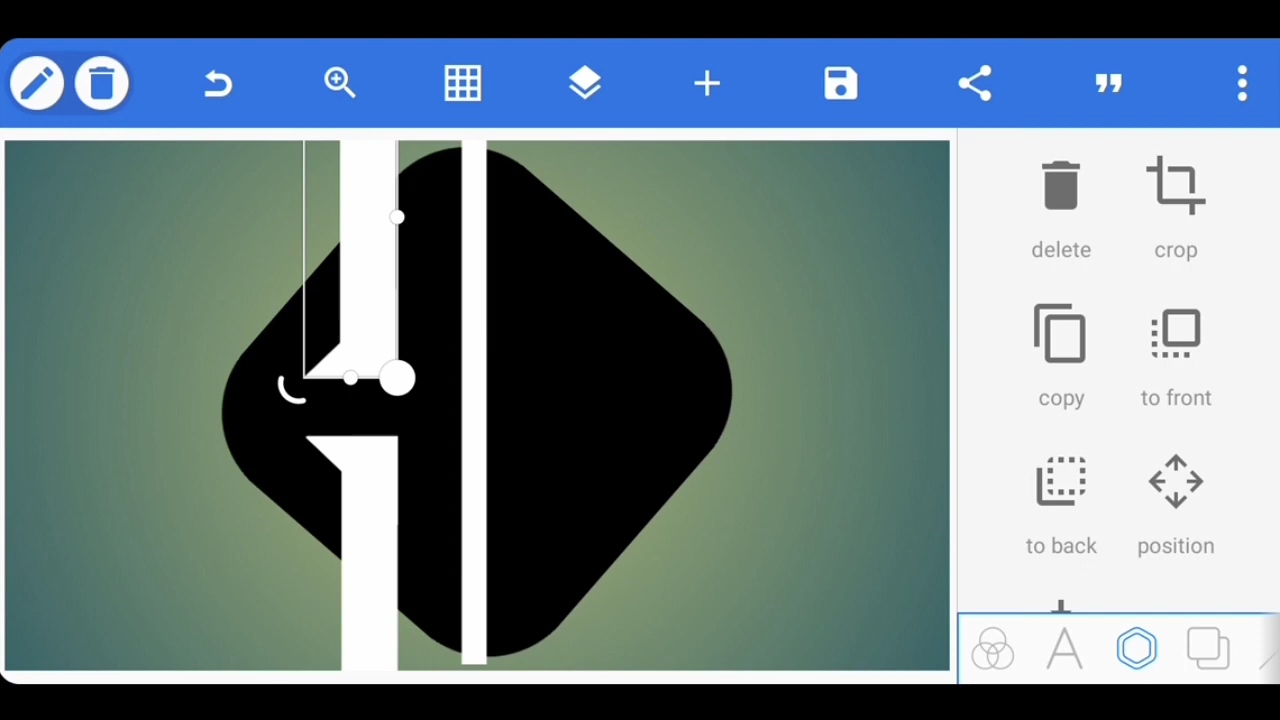 delete
crop
copy
to front
to back
position